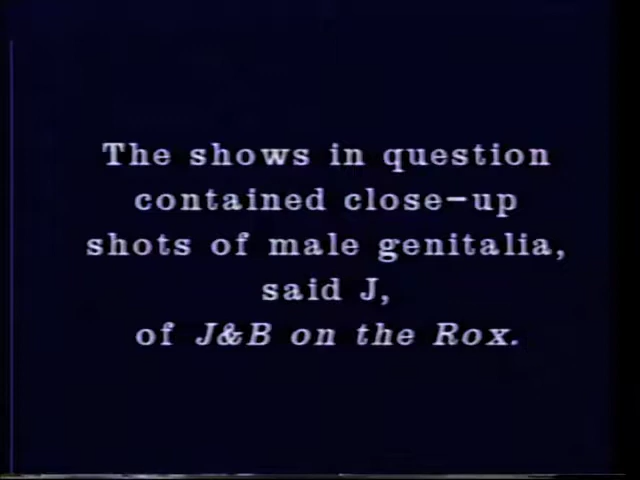 The shows in question
contained close-up
shots of male genitalia,
said J,
of J&B on the Rox.